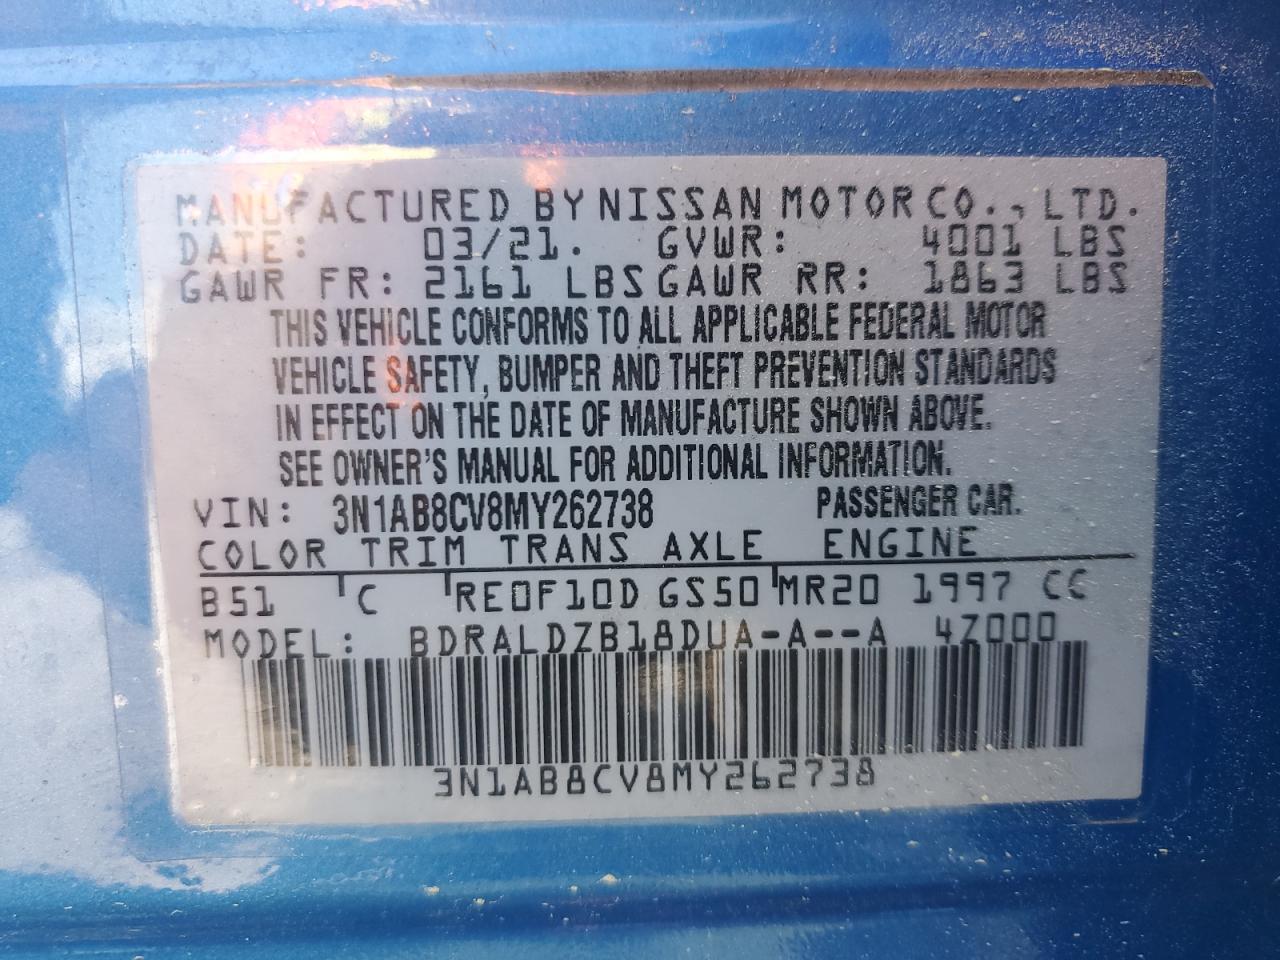 MANUFACTURED BY NISSAN MOTOR CO., LTD.
DATE: 03/21. GVWR: 4001 LBS
GAWR FR: 2161 LBS GAWR RR: 1863 LBS
THIS VEHICLE CONFORMS TO ALL APPLICABLE FEDERAL MOTOR
VEHICLE SAFETY, BUMPER AND THEFT PREVENTION STANDARDS
IN EFFECT ON THE DATE OF MANUFACTURE SHOWN ABOVE.
SEE OWNER'S MANUAL FOR ADDITIONAL INFORMATION.
VIN: 3N1AB8CV8MY262738 PASSENGER CAR.
COLOR TRIM TRANS AXLE ENGINE
B51 C RE0F10D GS50 MR20 1997 CC
MODEL: BDRALDZB18DUA-A--A 4Z000
3N1AB8CV8MY262738